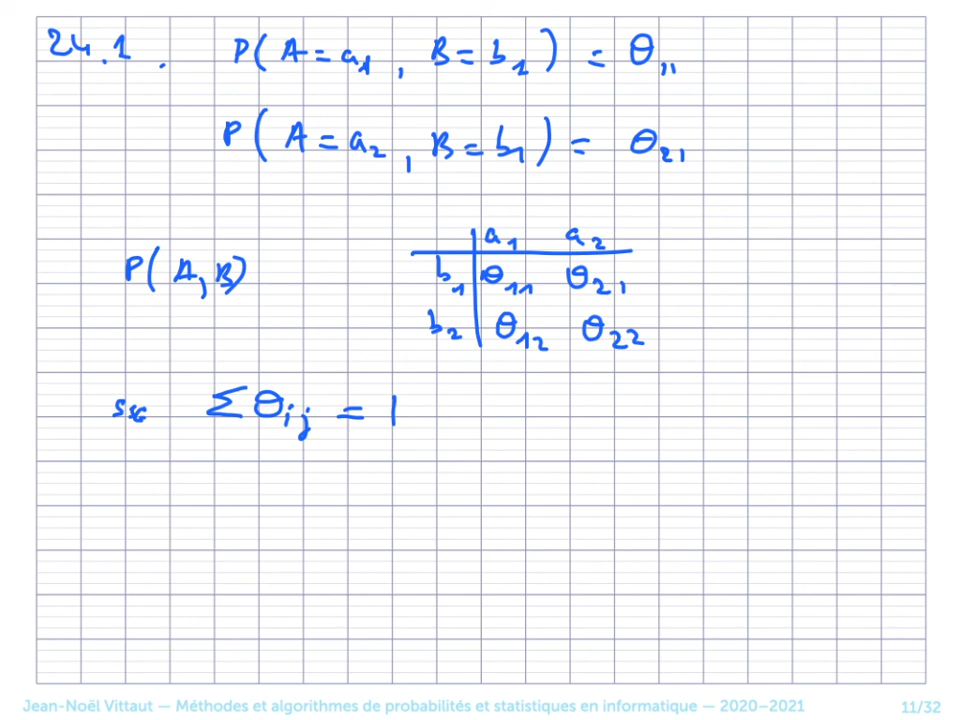 24.1. P(A = a₁, B = b₁) = θ₁₁
P(A = a₂, B = b₁) = θ₂₁
a₁ a₂
P(A, B) b₁ θ₁₁ θ₂₁
b₂ θ₁₂ θ₂₂
Σ θᵢⱼ = 1
Jean-Noël Vittaut — Méthodes et algorithmes de probabilités et statistiques en informatique — 2020–2021 11/32